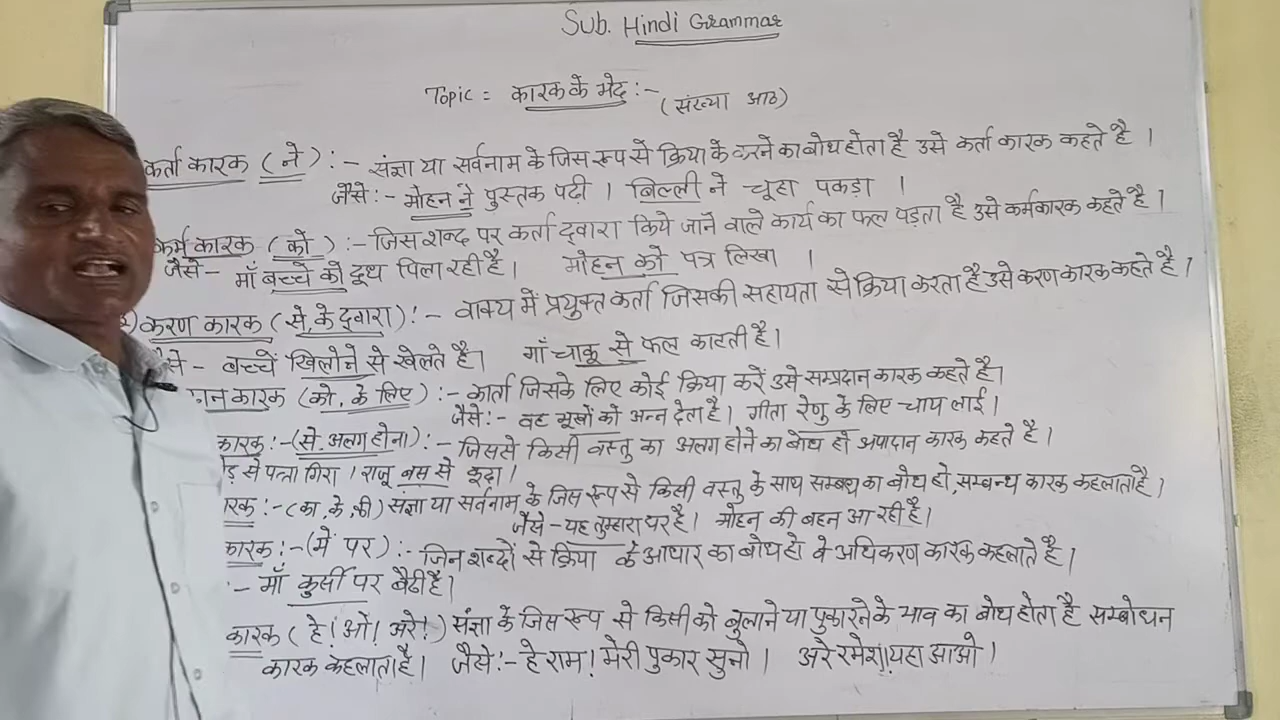 Sub. Hindi Grammar
Topic = कारक के भेद :- (संख्या आठ)
कर्ता कारक (ने) :- संज्ञा या सर्वनाम के जिस रूप से क्रिया के करने का बोध होता है उसे कर्ता कारक कहते है ।
जैसे :- मोहन ने पुस्तक पढ़ी । बिल्ली ने चूहा पकड़ा ।
कर्म कारक (को) :- जिस शब्द पर कर्ता द्वारा किये जाने वाले कार्य का फल पड़ता है उसे कर्मकारक कहते है ।
जैसे - माँ बच्चे को दूध पिला रही है । मोहन को पत्र लिखा ।
करण कारक (से, के द्वारा) :- वाक्य में प्रयुक्त कर्ता जिसकी सहायता से क्रिया करता है उसे करण कारक कहते है ।
- बच्चें खिलोने से खेलते है। माँ चाकू से फल काटती है।
कारक (को, के लिए) :- कार्ता जिसके लिए कोई क्रिया करें उसे सम्प्रदान कारक कहते है।
जैसे :- वह भूखों को अन्न देता है। गीता रेणु के लिए चाय लाई।
कारक :- (से, अलग होना) :- जिससे किसी वस्तु का अलग होने का बोध हो अपादान कारक कहते है ।
से पत्ता गिरा । राजू बस से कूदा ।
कारक :- (का, के, की) संज्ञा या सर्वनाम के जिस रूप से किसी वस्तु के साथ सम्बन्ध का बोध हो, सम्बन्ध कारक कहलाता है ।
जैसे - यह तुम्हारा घर है। मोहन की बहन आ रही है।
कारक :- (में पर) :- जिन शब्दों से क्रिया के आधार का बोध हो वे अधिकरण कारक कहलाते है ।
:- माँ कुर्सी पर बैठी है।
कारक (हे! ओ! अरे!) संज्ञा के जिस रूप से किसी को बुलाने या पुकारने के भाव का बोध होता है सम्बोधन
कारक कहलाता है । जैसे :- हे राम! मेरी पुकार सुनो । अरे रमेश! यहा आओ ।